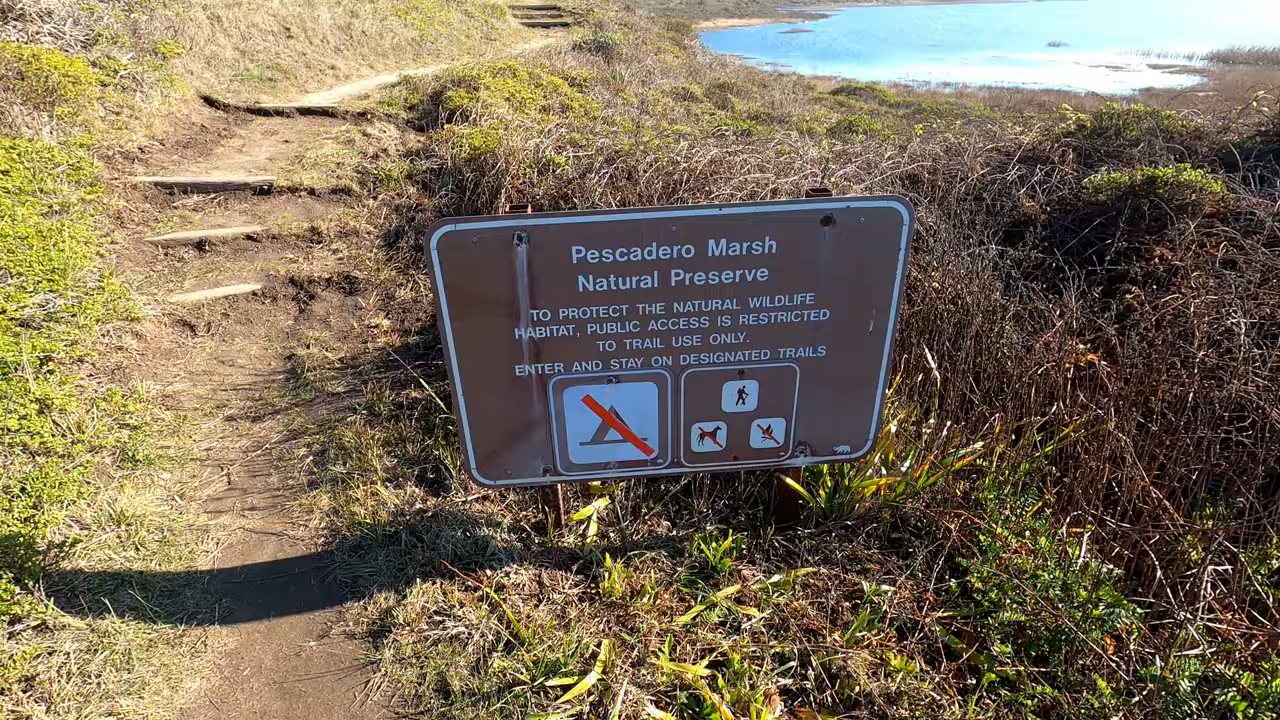 Pescadero Marsh
Natural Preserve
TO PROTECT THE NATURAL WILDLIFE
HABITAT, PUBLIC ACCESS IS RESTRICTED
TO TRAIL USE ONLY.
ENTER AND STAY ON DESIGNATED TRAILS